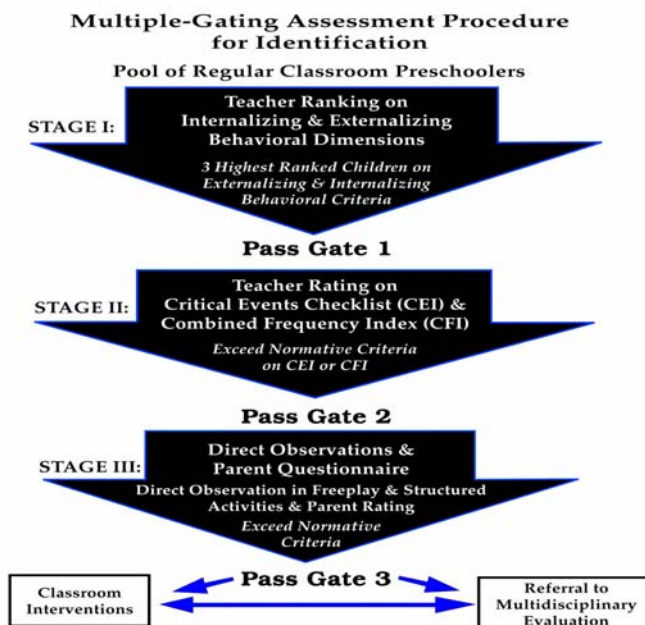 Multiple-Gating Assessment Procedure
for Identification
Pool of Regular Classroom Preschoolers
STAGE I:
Teacher Ranking on
Internalizing & Externalizing
Behavioral Dimensions
3 Highest Ranked Children on
Externalizing & Internalizing
Behavioral Criteria
Pass Gate 1
STAGE II:
Teacher Rating on
Critical Events Checklist (CEI) &
Combined Frequency Index (CFI)
Exceed Normative Criteria
on CEI or CFI
Pass Gate 2
STAGE III:
Direct Observations &
Parent Questionnaire
Direct Observation in Freeplay & Structured
Activities & Parent Rating
Exceed Normative
Criteria
Pass Gate 3
Classroom
Interventions
Referral to
Multidisciplinary
Evaluation